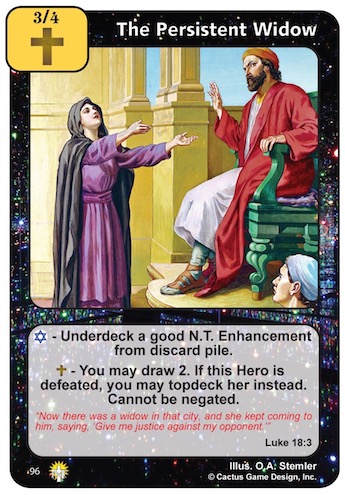 3/4
The Persistent Widow
- Underdeck a good N.T. Enhancement
from discard pile.
- You may draw 2. If this Hero is
defeated, you may topdeck her instead.
Cannot be negated.
"Now there was a widow in that city, and she kept coming to
him, saying, 'Give me justice against my opponent.'"
Luke 18:3
Illus. O.A. Stemler
© Cactus Game Design, Inc.